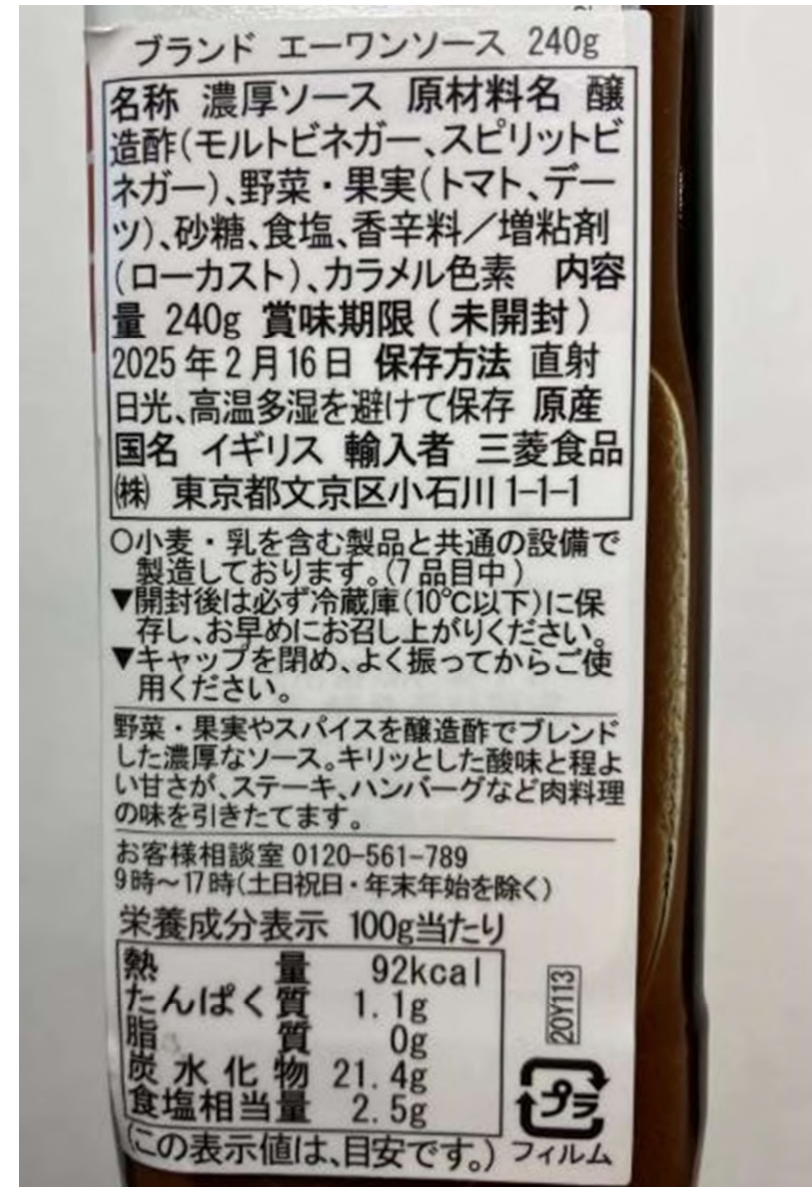 ブランド エーワンソース 240g
名称 濃厚ソース 原材料名 醸
造酢(モルトビネガー、スピリットビ
ネガー)、野菜・果実(トマト、デー
ツ)、砂糖、食塩、香辛料／増粘剤
(ローカスト)、カラメル色素 内容
量 240g 賞味期限(未開封)
2025年2月16日 保存方法 直射
日光、高温多湿を避けて保存 原産
国名 イギリス 輸入者 三菱食品
㈱ 東京都文京区小石川1-1-1
○小麦・乳を含む製品と共通の設備で
製造しております。(7品目中)
▼開封後は必ず冷蔵庫(10℃以下)に保
存し、お早めにお召し上がりください。
▼キャップを閉め、よく振ってからご使
用ください。
野菜・果実やスパイスを醸造酢でブレンド
した濃厚なソース。キリッとした酸味と程よ
い甘さが、ステーキ、ハンバーグなど肉料理
の味を引きたてます。
お客様相談室 0120-561-789
9時～17時(土日祝日・年末年始を除く)
栄養成分表示 100g当たり
熱量 92kcal
たんぱく質 1.1g
脂質 0g
炭水化物 21.4g
食塩相当量 2.5g
(この表示値は、目安です。)
20Y113
プラ
フィルム